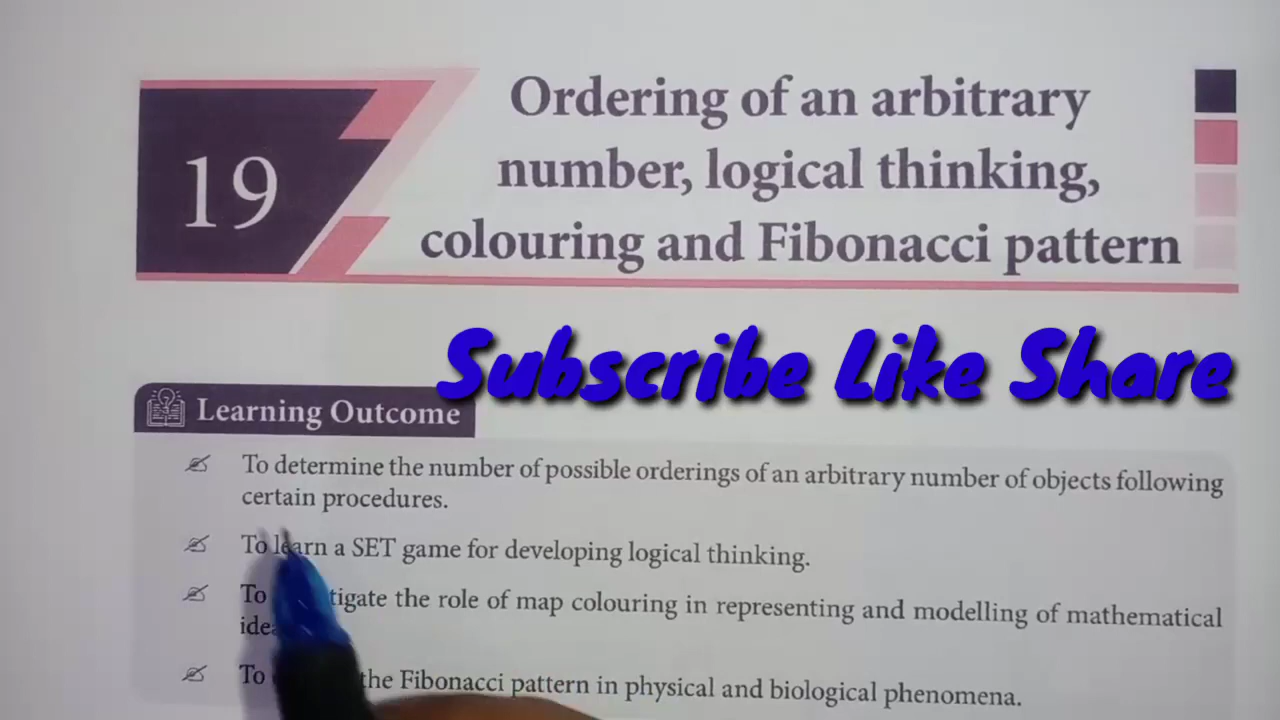 19
Ordering of an arbitrary
number, logical thinking,
colouring and Fibonacci pattern
Subscribe Like Share
Learning Outcome
To determine the number of possible orderings of an arbitrary number of objects following
certain procedures.
To learn a SET game for developing logical thinking.
To the role of map colouring in representing and modelling of mathematical
To the Fibonacci pattern in physical and biological phenomena.